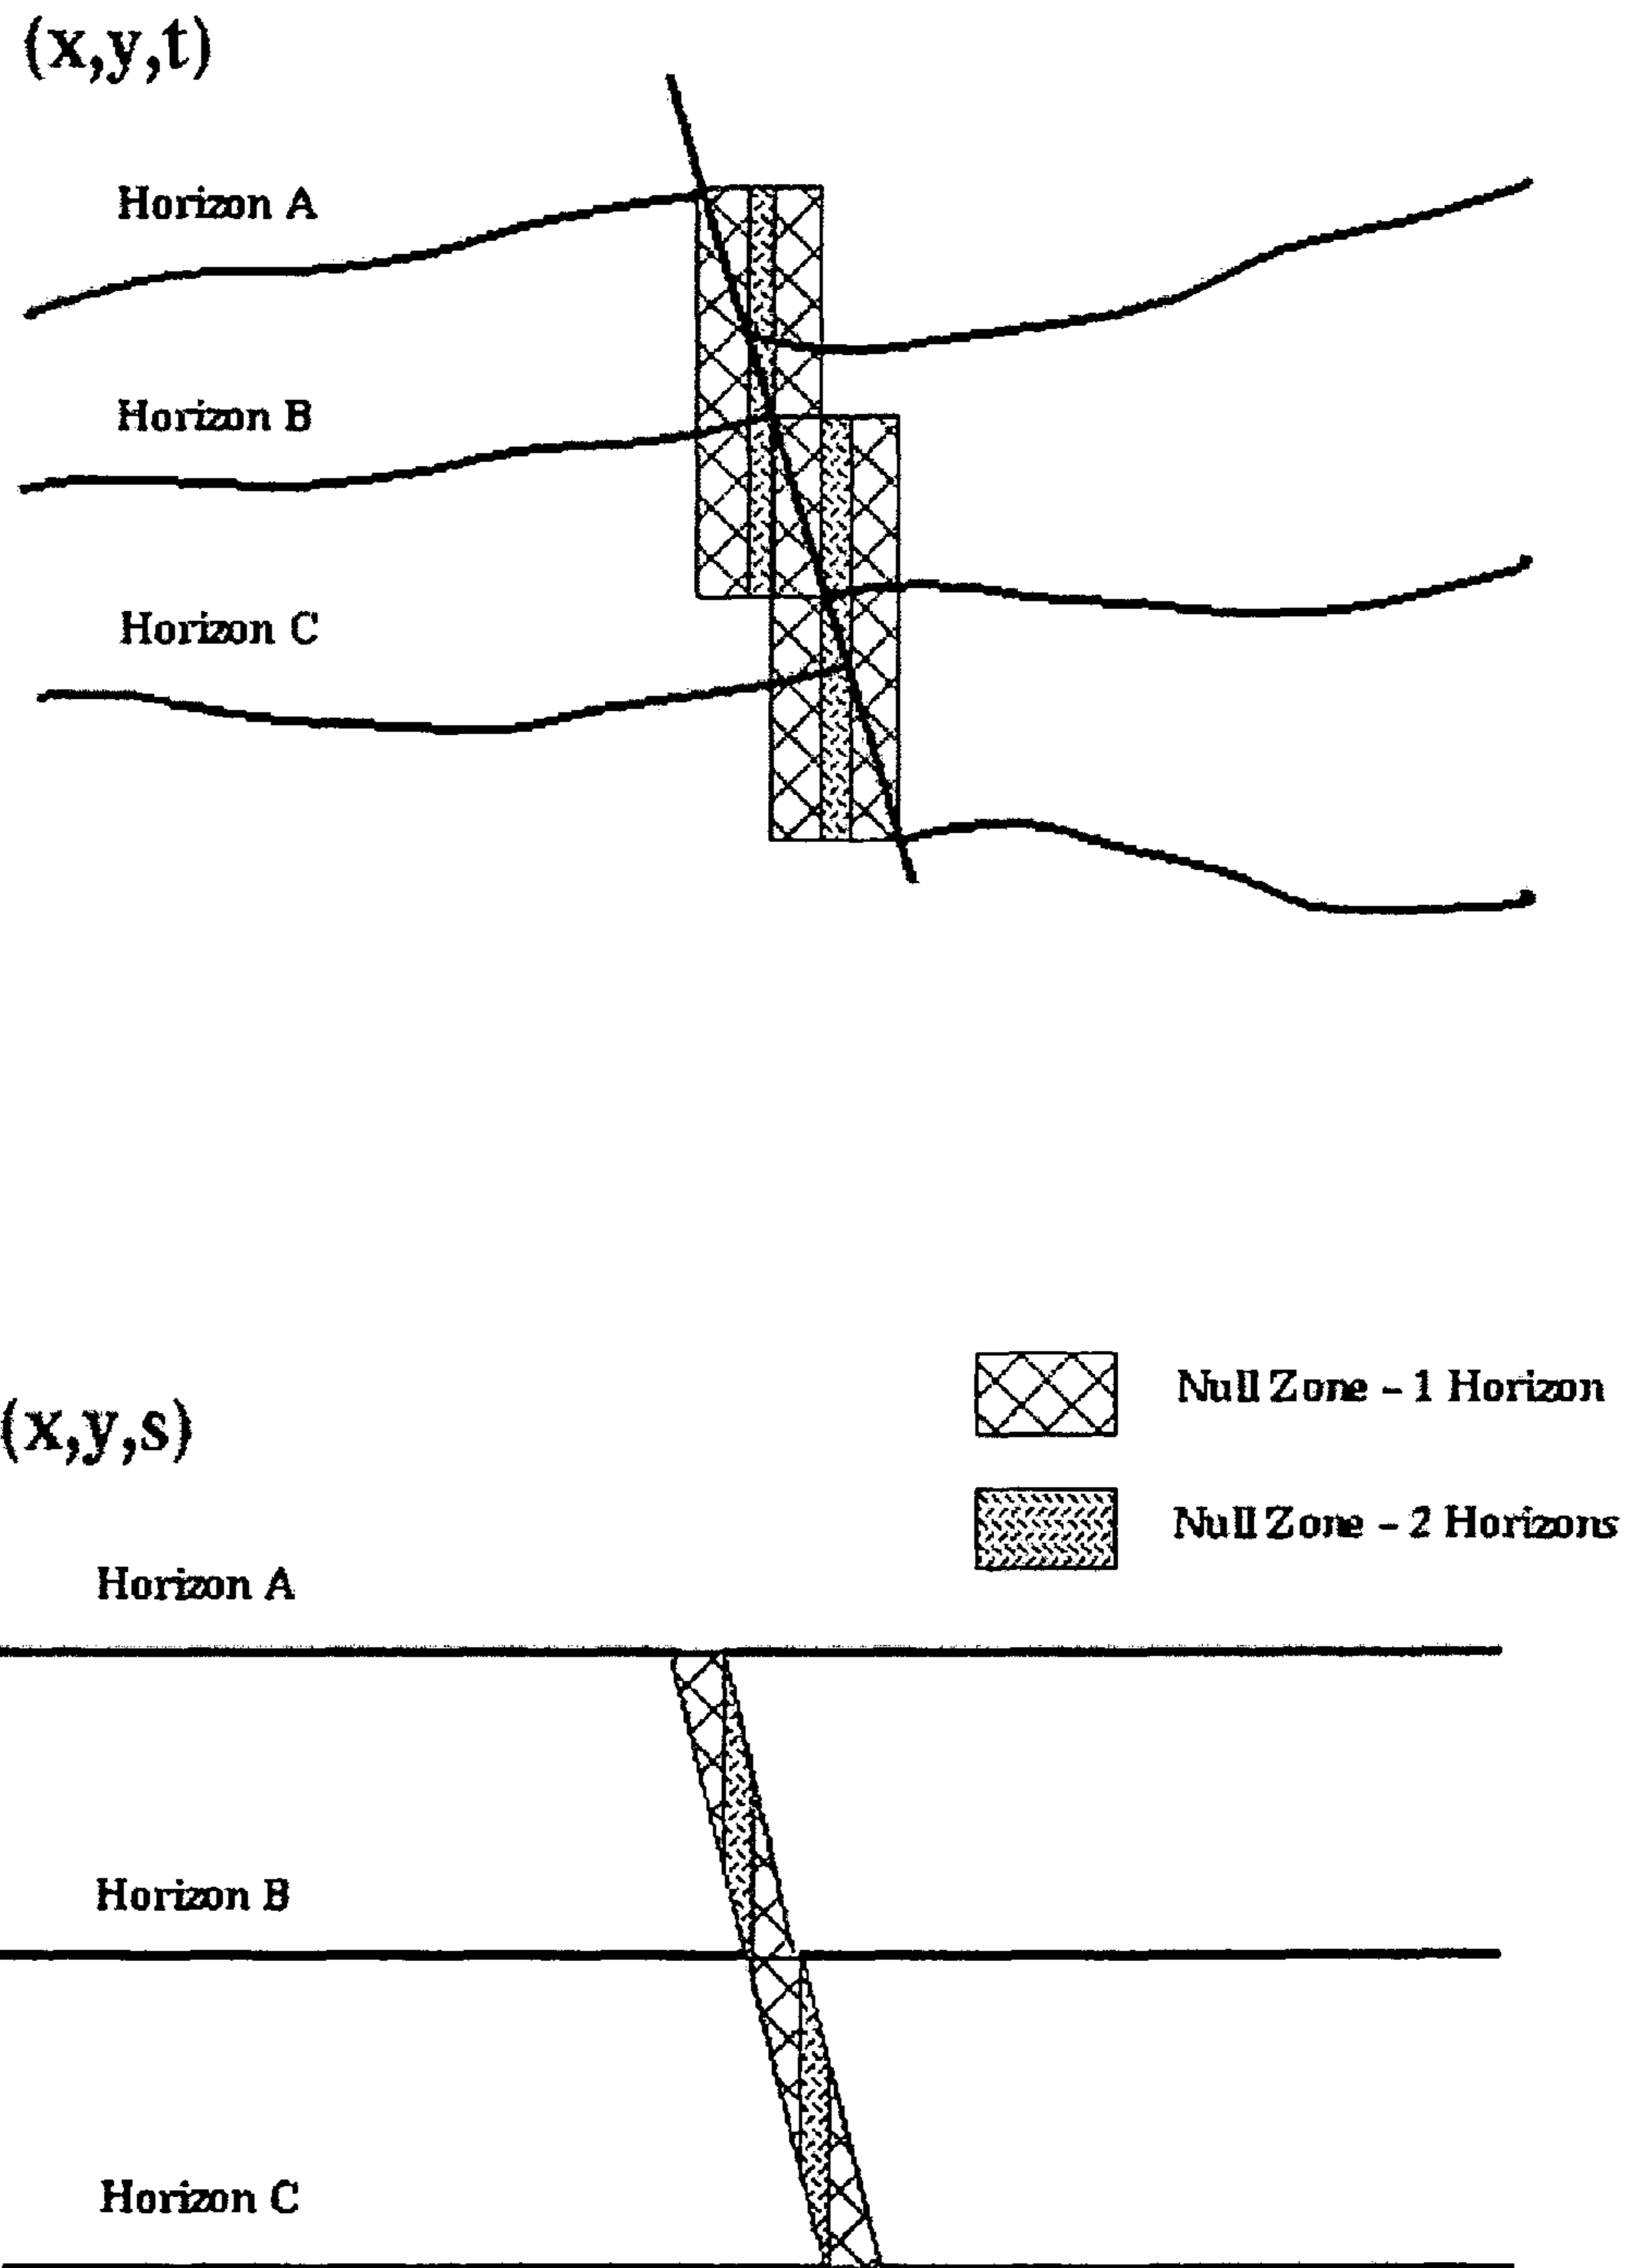 (x,y,t)
Horizon A
Horizon B
Horizon C
Null Zone - 1 Horizon
(x,y,s)
Null Zone - 2 Horizons
Horizon A
Horizon B
Horizon C